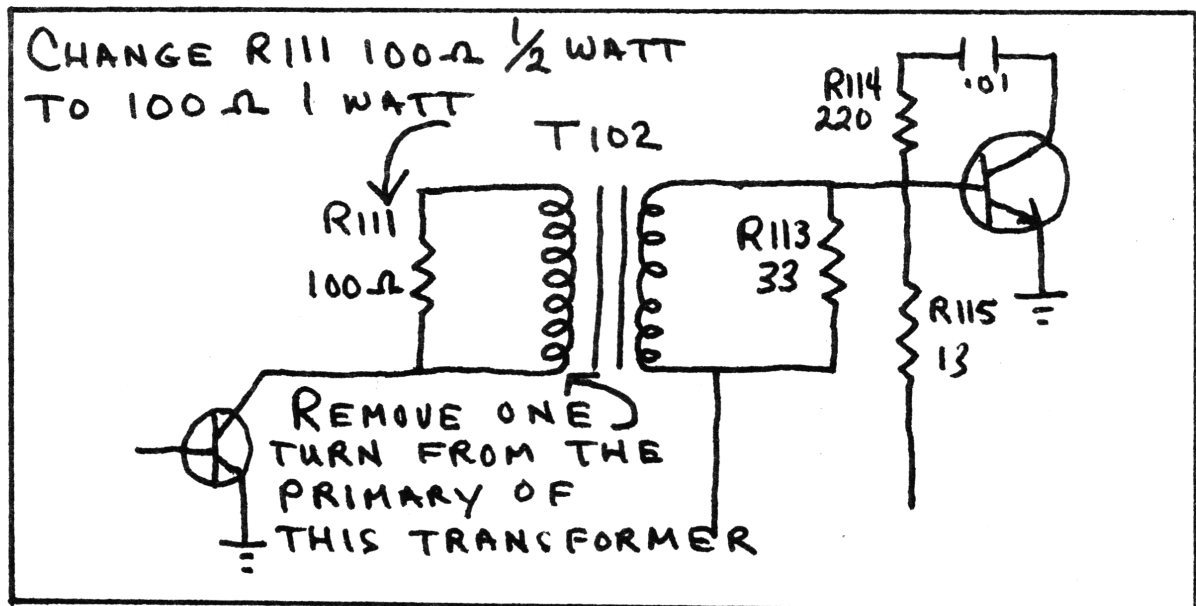 CHANGE R111 100Ω 1/2 WATT
TO 100Ω 1 WATT
T102
R111
100Ω
R114
220
.01
R113
33
R115
13
REMOVE ONE
TURN FROM THE
PRIMARY OF
THIS TRANSFORMER